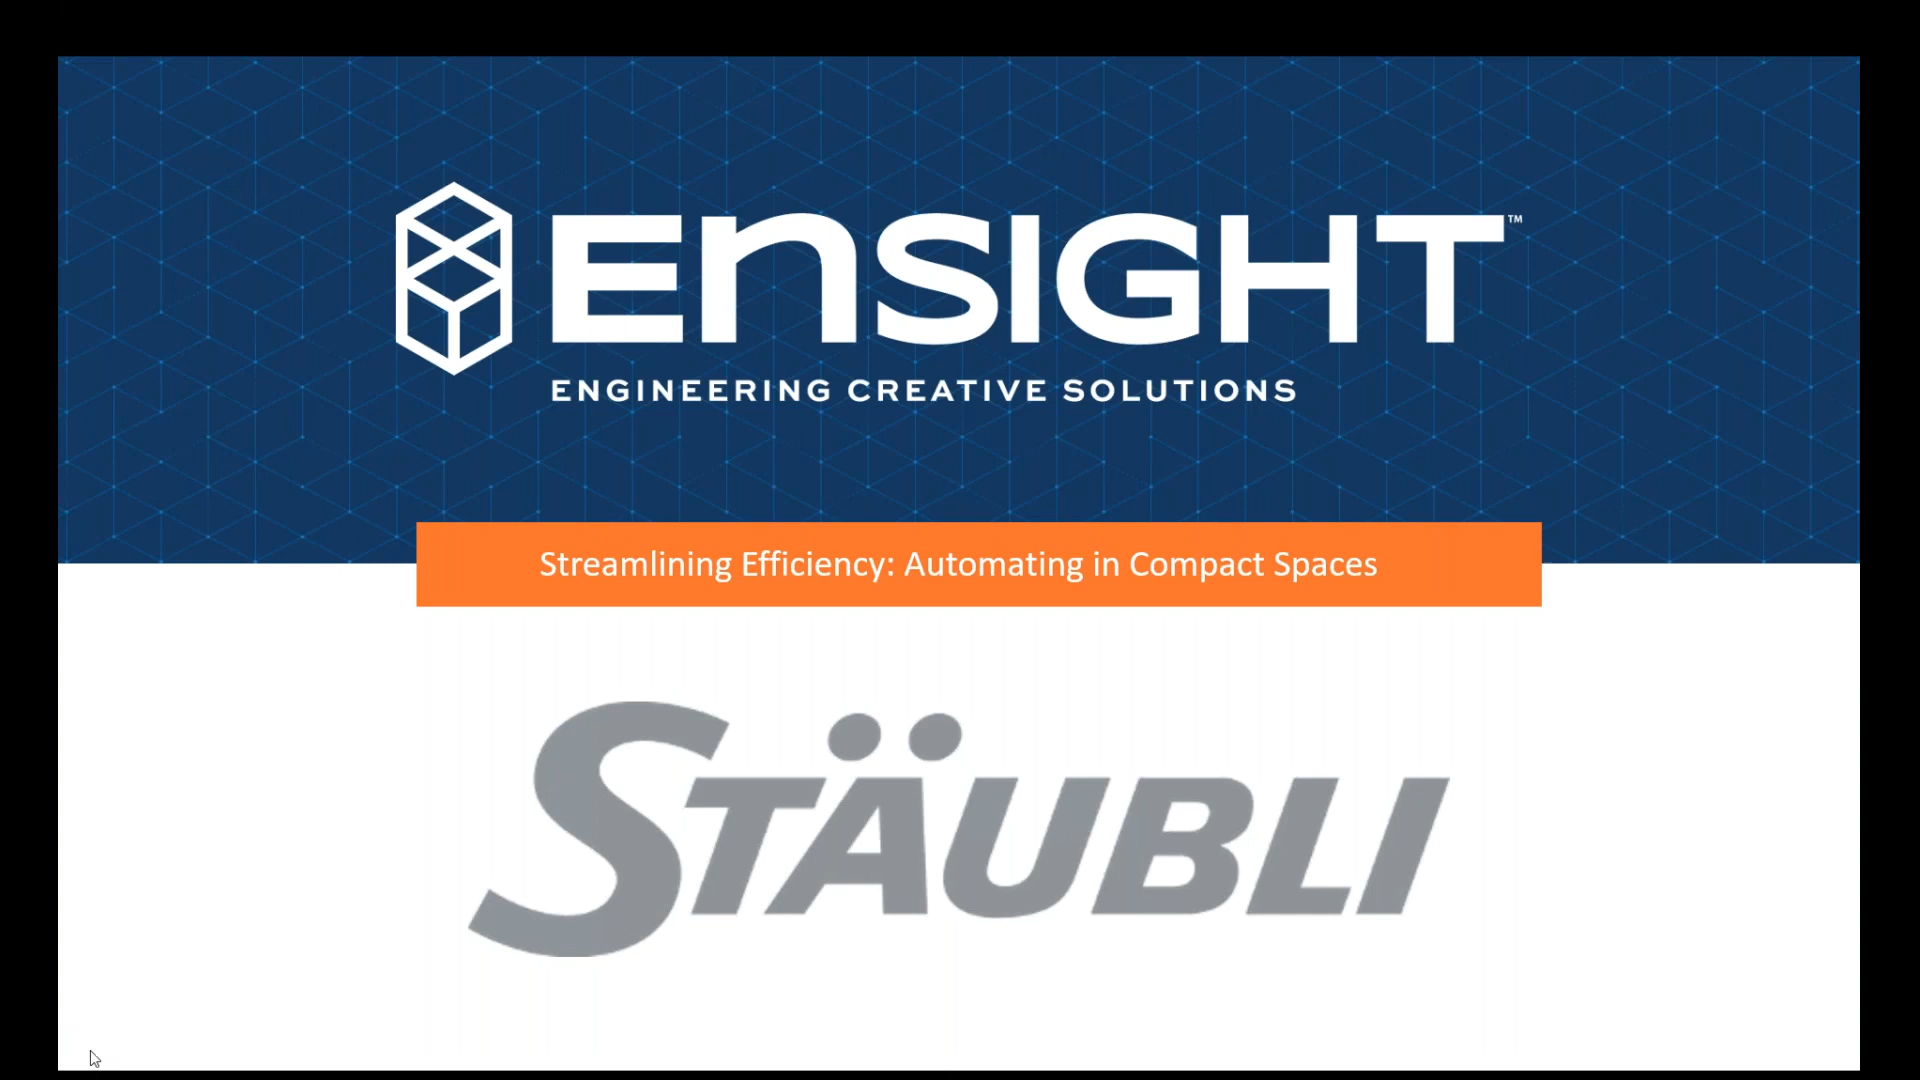 ENSIGHT™
ENGINEERING CREATIVE SOLUTIONS
Streamlining Efficiency: Automating in Compact Spaces
STÄUBLI